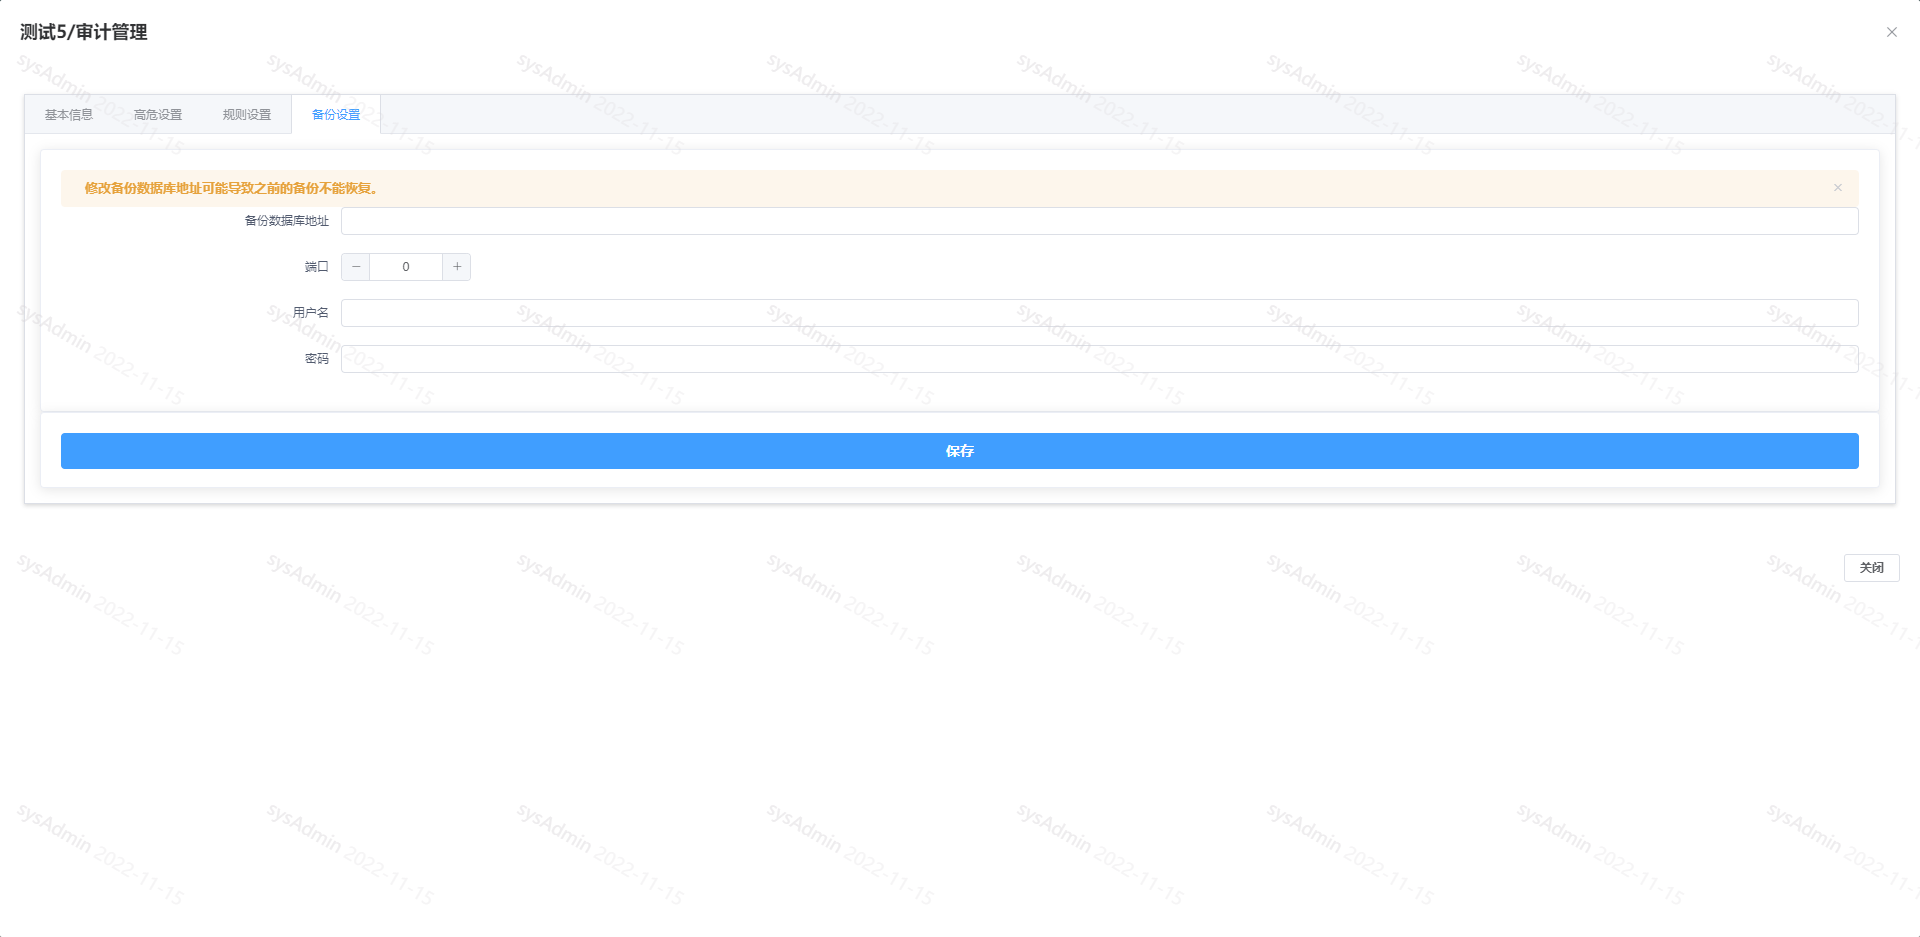 测试5/审计管理
基本信息 高危设置 规则设置 备份设置
修改备份数据库地址可能导致之前的备份不能恢复。
备份数据库地址
端口 0
用户名
密码
保存
关闭
sysAdmin 2022-11-15